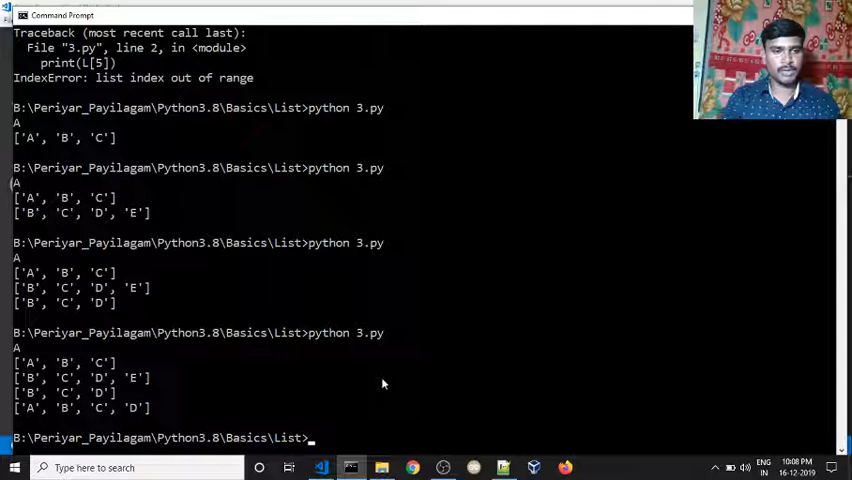 Command Prompt
Traceback (most recent call last):
  File "3.py", line 2, in <module>
    print(L[5])
IndexError: list index out of range
B:\Periyar_Payilagam\Python3.8\Basics\List>python 3.py
A
['A', 'B', 'C']
B:\Periyar_Payilagam\Python3.8\Basics\List>python 3.py
A
['A', 'B', 'C']
['B', 'C', 'D', 'E']
B:\Periyar_Payilagam\Python3.8\Basics\List>python 3.py
A
['A', 'B', 'C']
['B', 'C', 'D', 'E']
['B', 'C', 'D']
B:\Periyar_Payilagam\Python3.8\Basics\List>python 3.py
A
['A', 'B', 'C']
['B', 'C', 'D', 'E']
['B', 'C', 'D']
['A', 'B', 'C', 'D']
B:\Periyar_Payilagam\Python3.8\Basics\List>
Type here to search
ENG
IN
10:08 PM
16-12-2019